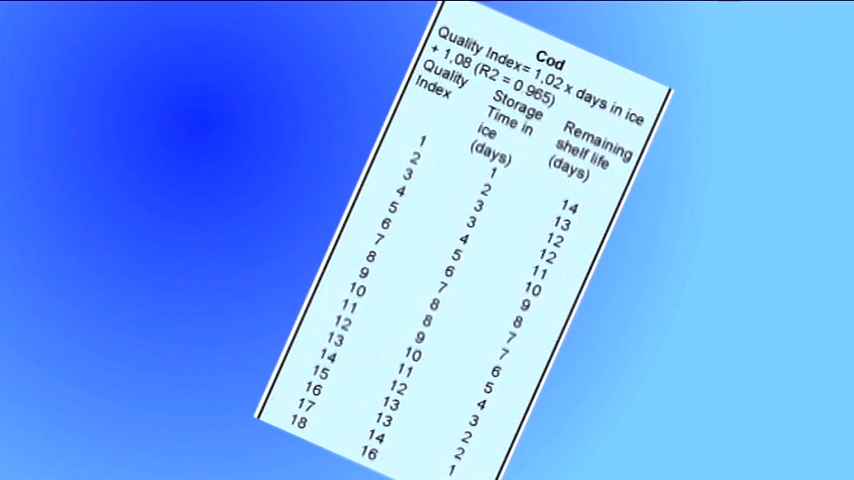 Cod
Quality Index= 1,02 x days in ice
+ 1,08 (R2 = 0.965)
Quality Index
Storage Time in ice (days)
Remaining shelf life (days)
1 1 14
2 2 13
3 3 12
4 3 12
5 4 11
6 5 10
7 6 9
8 7 8
9 8 7
10 8 7
11 9 6
12 10 5
13 11 4
14 12 3
15 13 2
16 13 2
17 14 1
18 16